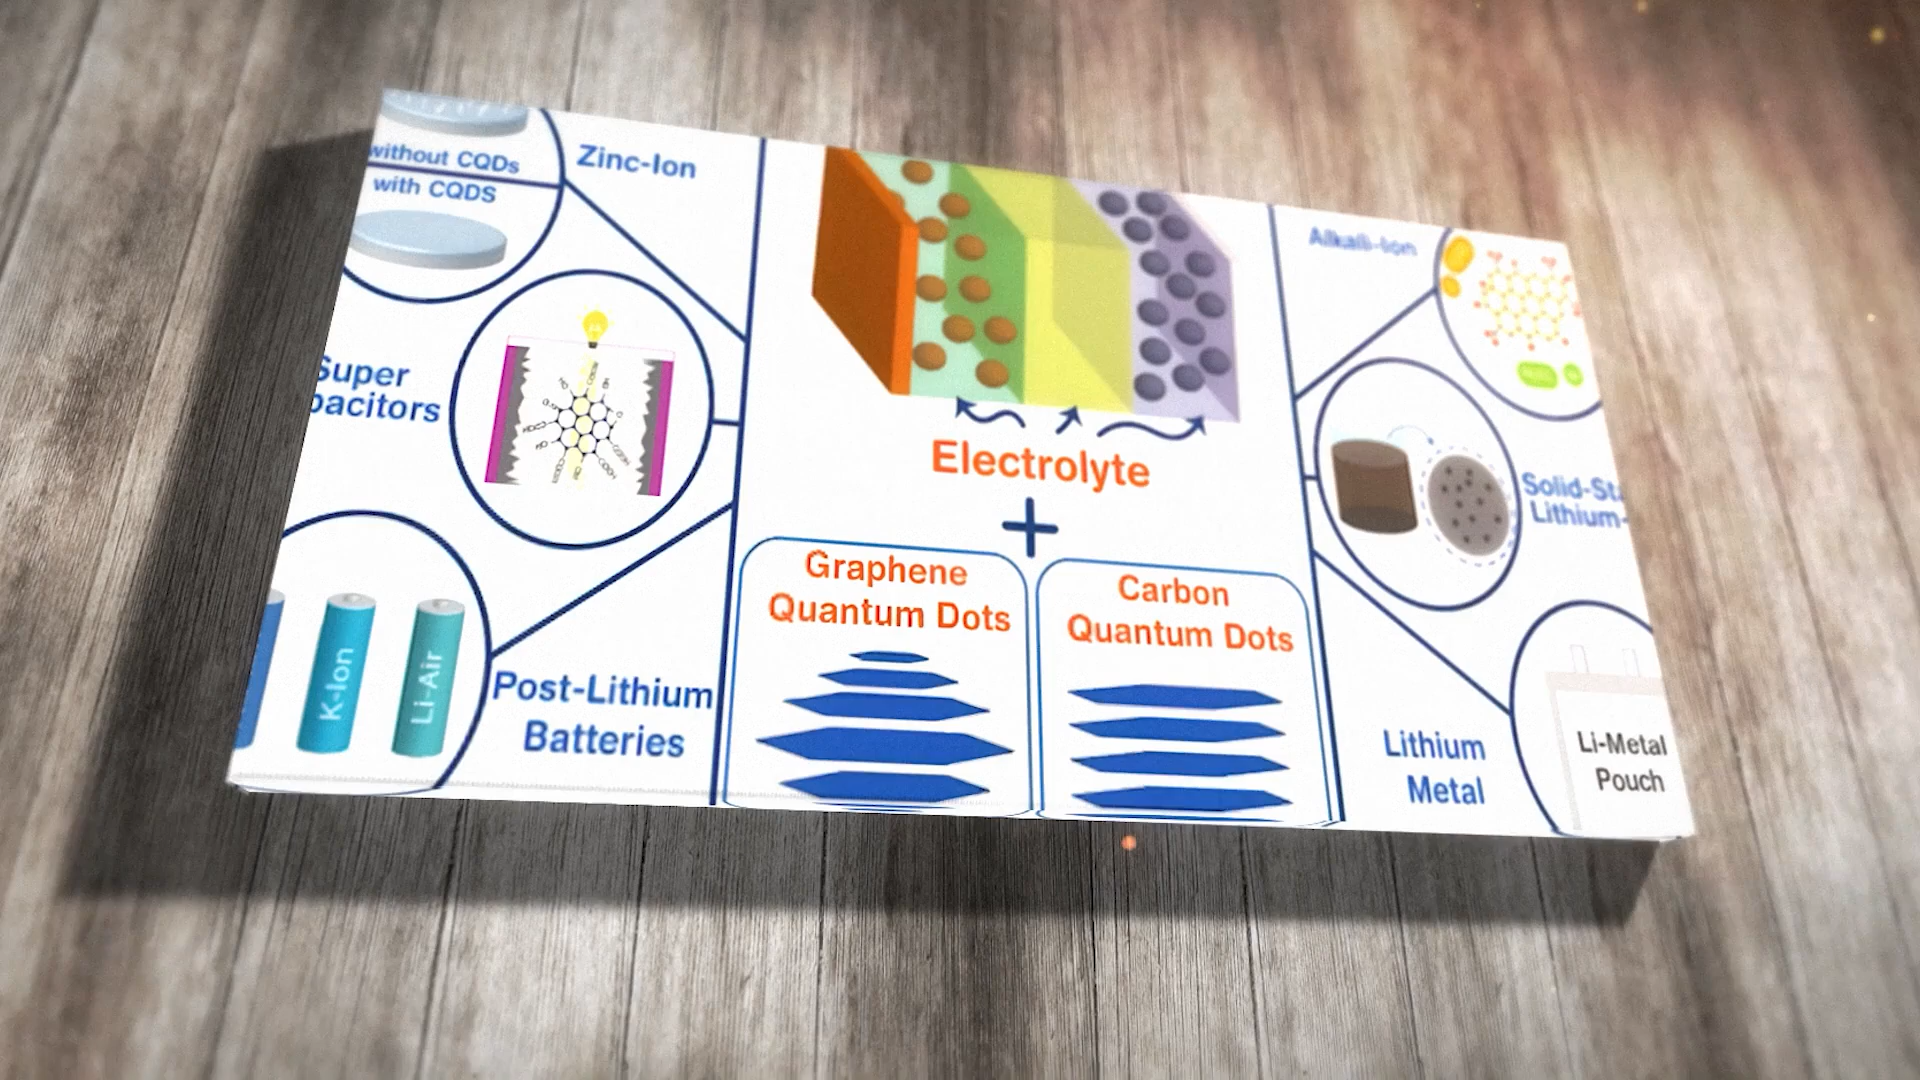 without CQDs
with CQDS
Zinc-Ion
Super
pacitors
K-Ion
Li-Air
Post-Lithium
Batteries
Electrolyte
+
Graphene
Quantum Dots
Carbon
Quantum Dots
Alkali-Ion
Solid-Sta
Lithium-
Lithium
Metal
Li-Metal
Pouch